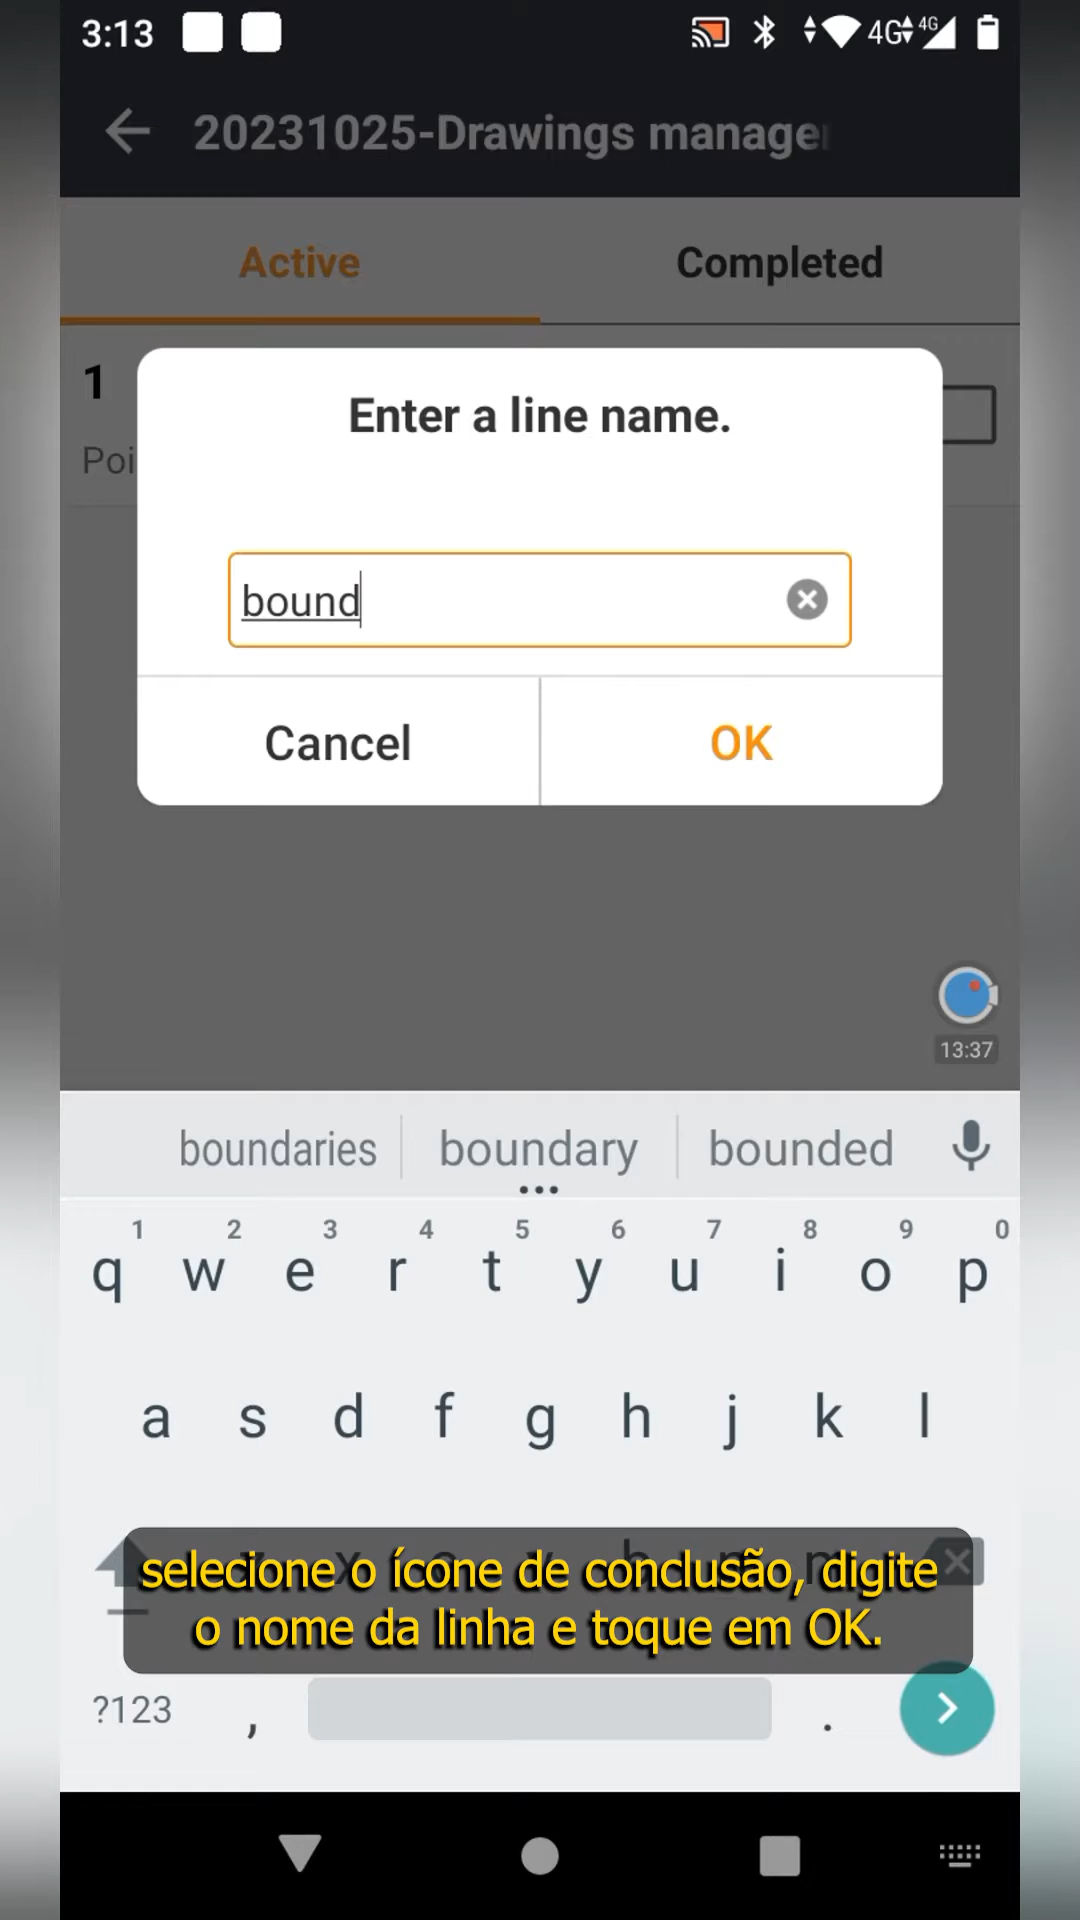 3:13
4G 4G
20231025-Drawings manage
Active Completed
1
Poi
Enter a line name.
bound
Cancel OK
13:37
boundaries boundary bounded
1 2 3 4 5 6 7 8 9 0
q w e r t y u i o p
a s d f g h j k l
selecione o ícone de conclusão, digite
o nome da linha e toque em OK.
?123 , .